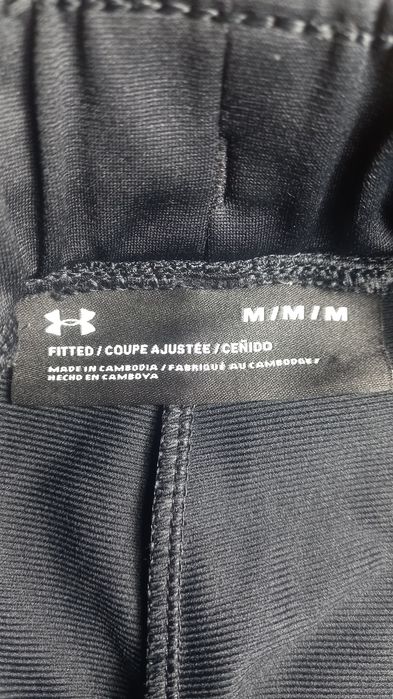 M/M/M
FITTED / COUPE AJUSTÉE / CEÑIDO
MADE IN CAMBODIA / FABRIQUÉ AU CAMBODGE /
HECHO EN CAMBOYA